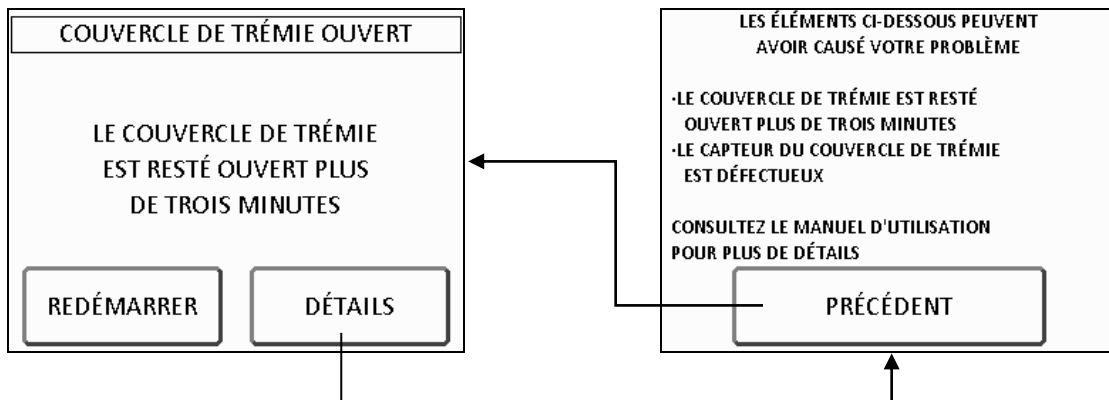 COUVERCLE DE TRÉMIE OUVERT
LE COUVERCLE DE TRÉMIE
EST RESTÉ OUVERT PLUS
DE TROIS MINUTES
REDÉMARRER
DÉTAILS
LES ÉLÉMENTS CI-DESSOUS PEUVENT
AVOIR CAUSÉ VOTRE PROBLÈME
·LE COUVERCLE DE TRÉMIE EST RESTÉ
OUVERT PLUS DE TROIS MINUTES
·LE CAPTEUR DU COUVERCLE DE TRÉMIE
EST DÉFECTUEUX
CONSULTEZ LE MANUEL D'UTILISATION
POUR PLUS DE DÉTAILS
PRÉCÉDENT